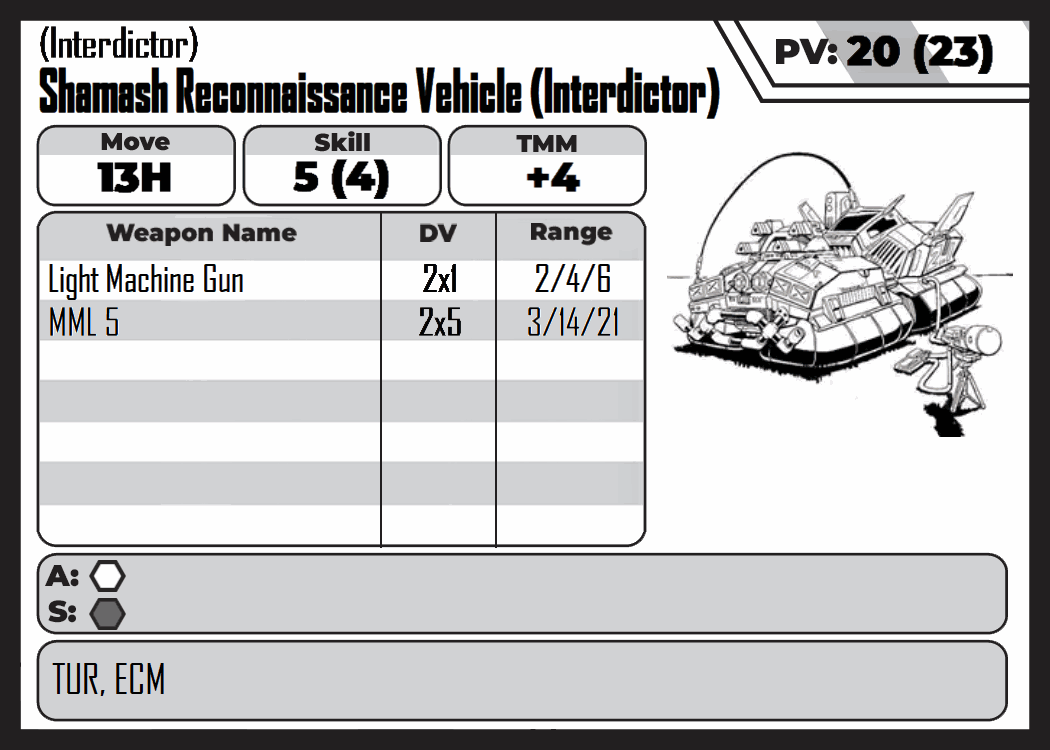 (Interdictor)
Shamash Reconnaissance Vehicle (Interdictor)
PV: 20 (23)
Move Skill TMM
13H 5 (4) +4
Weapon Name DV Range
Light Machine Gun 2x1 2/4/6
MML 5 2x5 3/14/21
A:
S:
TUR, ECM